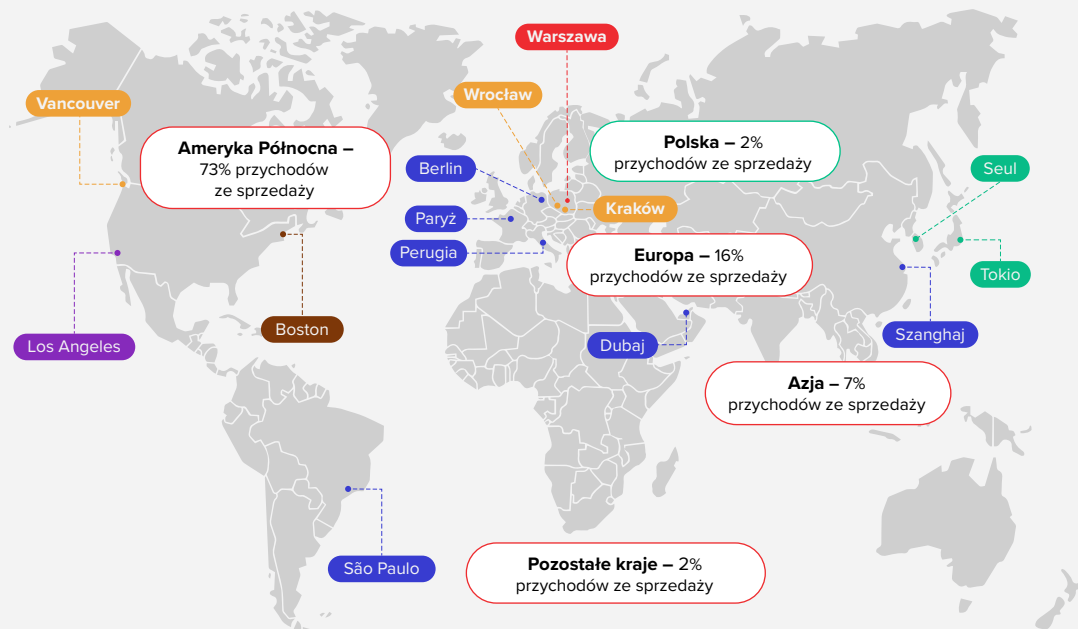 Warszawa
Vancouver
Wrocław
Ameryka Północna –
73% przychodów
ze sprzedaży
Polska – 2%
przychodów ze sprzedaży
Berlin
Seul
Paryż
Kraków
Perugia
Europa – 16%
przychodów ze sprzedaży
Tokio
Los Angeles
Boston
Dubaj
Szanghaj
Azja – 7%
przychodów ze sprzedaży
São Paulo
Pozostałe kraje – 2%
przychodów ze sprzedaży